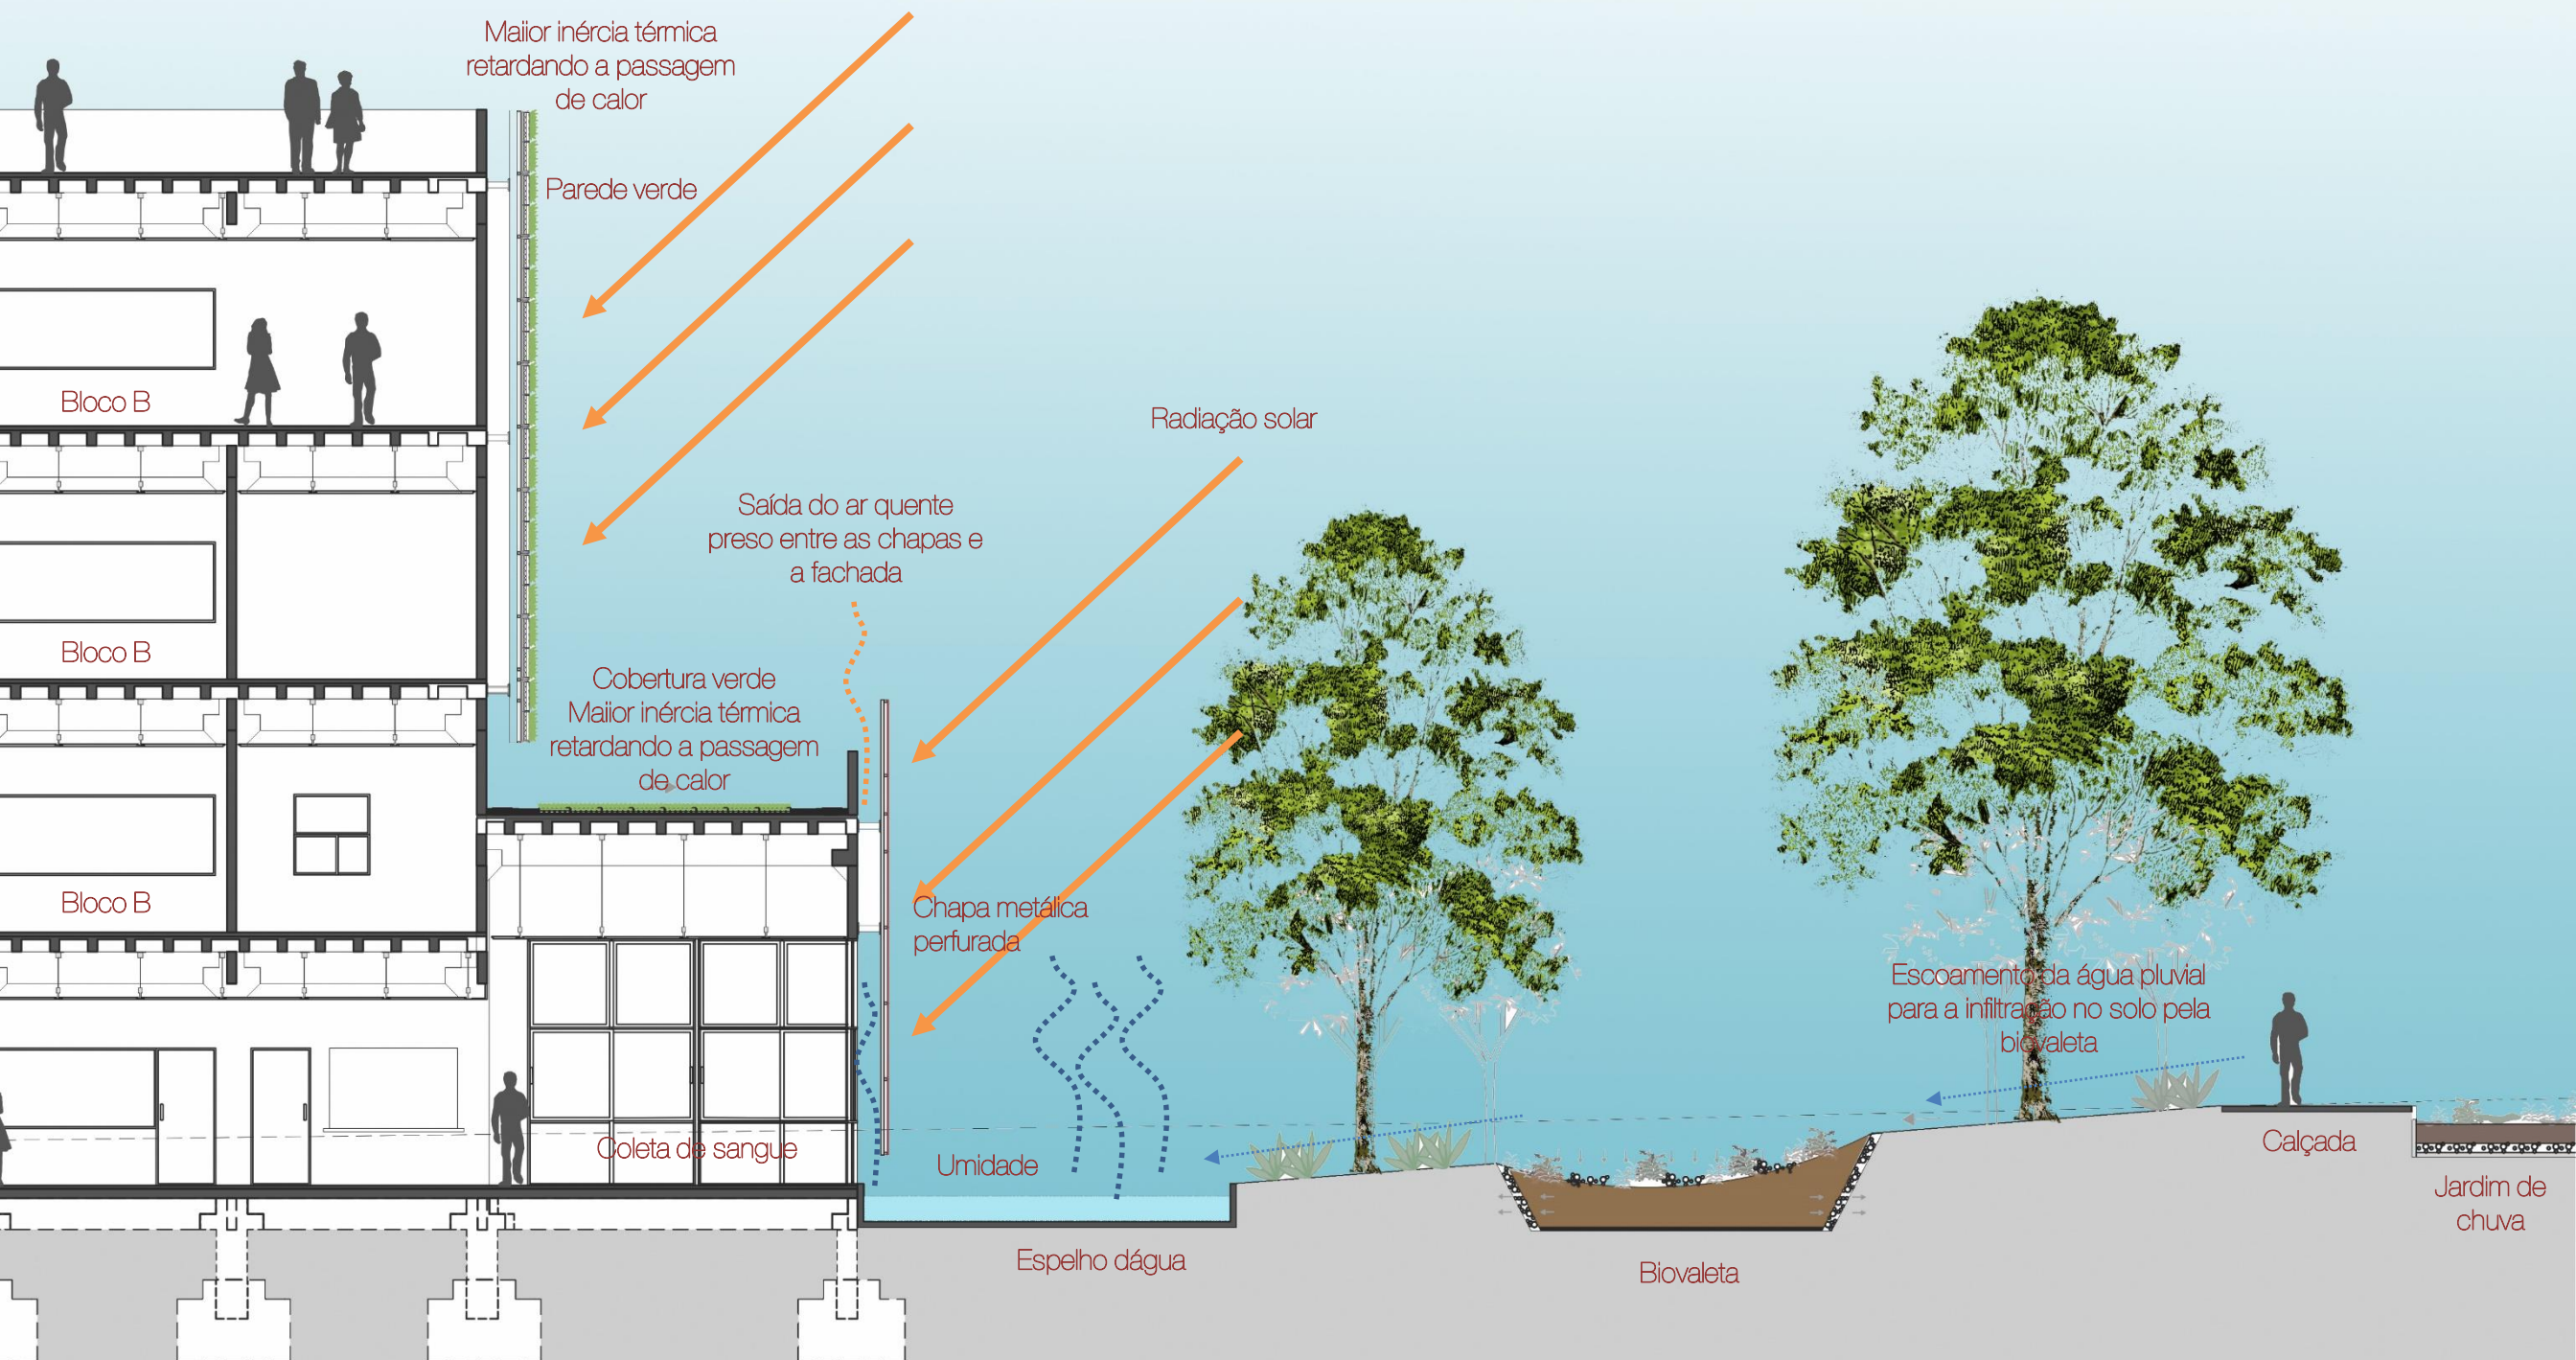 Maiior inércia térmica
retardando a passagem
de calor
Parede verde
Bloco B
Radiação solar
Saída do ar quente
preso entre as chapas e
a fachada
Bloco B
Cobertura verde
Maiior inércia térmica
retardando a passagem
de calor
Bloco B
Chapa metálica
perfurada
Escoamento da água pluvial
para a infiltração no solo pela
biovaleta
Coleta de sangue
Umidade
Calçada
Jardim de
chuva
Espelho dágua
Biovaleta